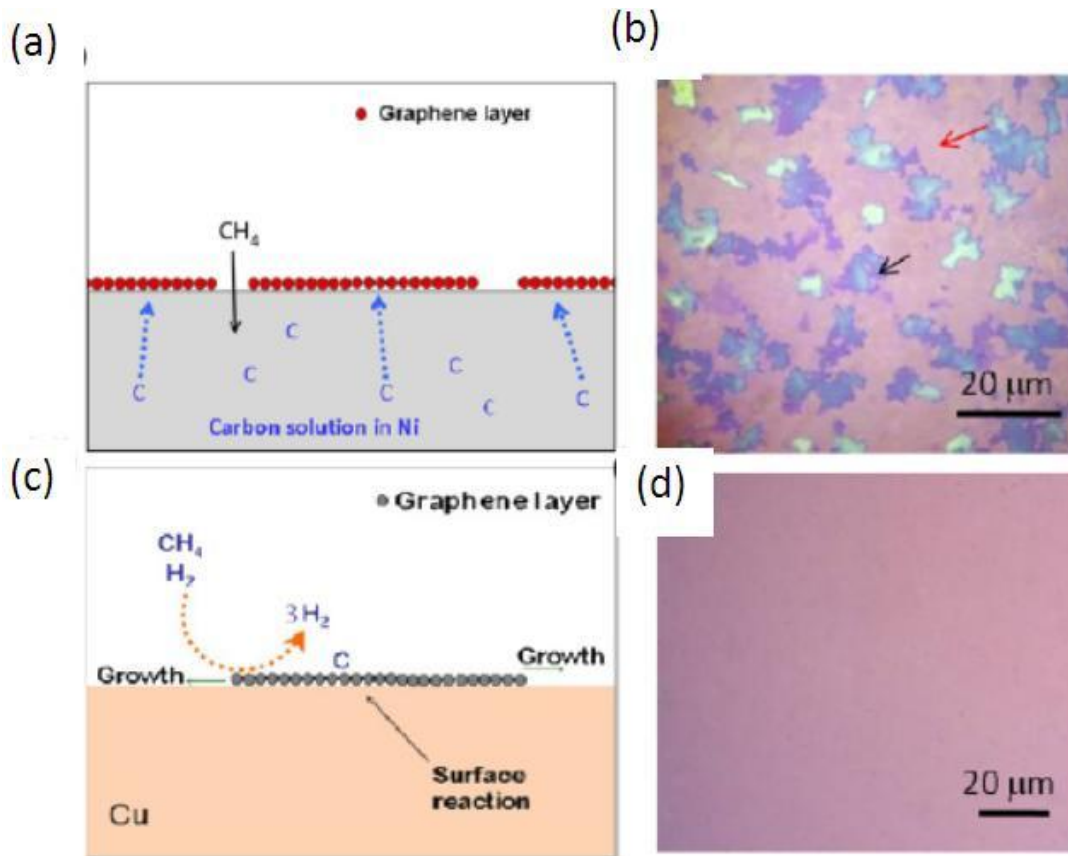 (a)
Graphene layer
CH₄
C
C
C
C
C
C
C
Carbon solution in Ni
(b)
20 μm
(c)
Graphene layer
CH₄
H₂
3H₂
C
Growth
Growth
Surface
reaction
Cu
(d)
20 μm